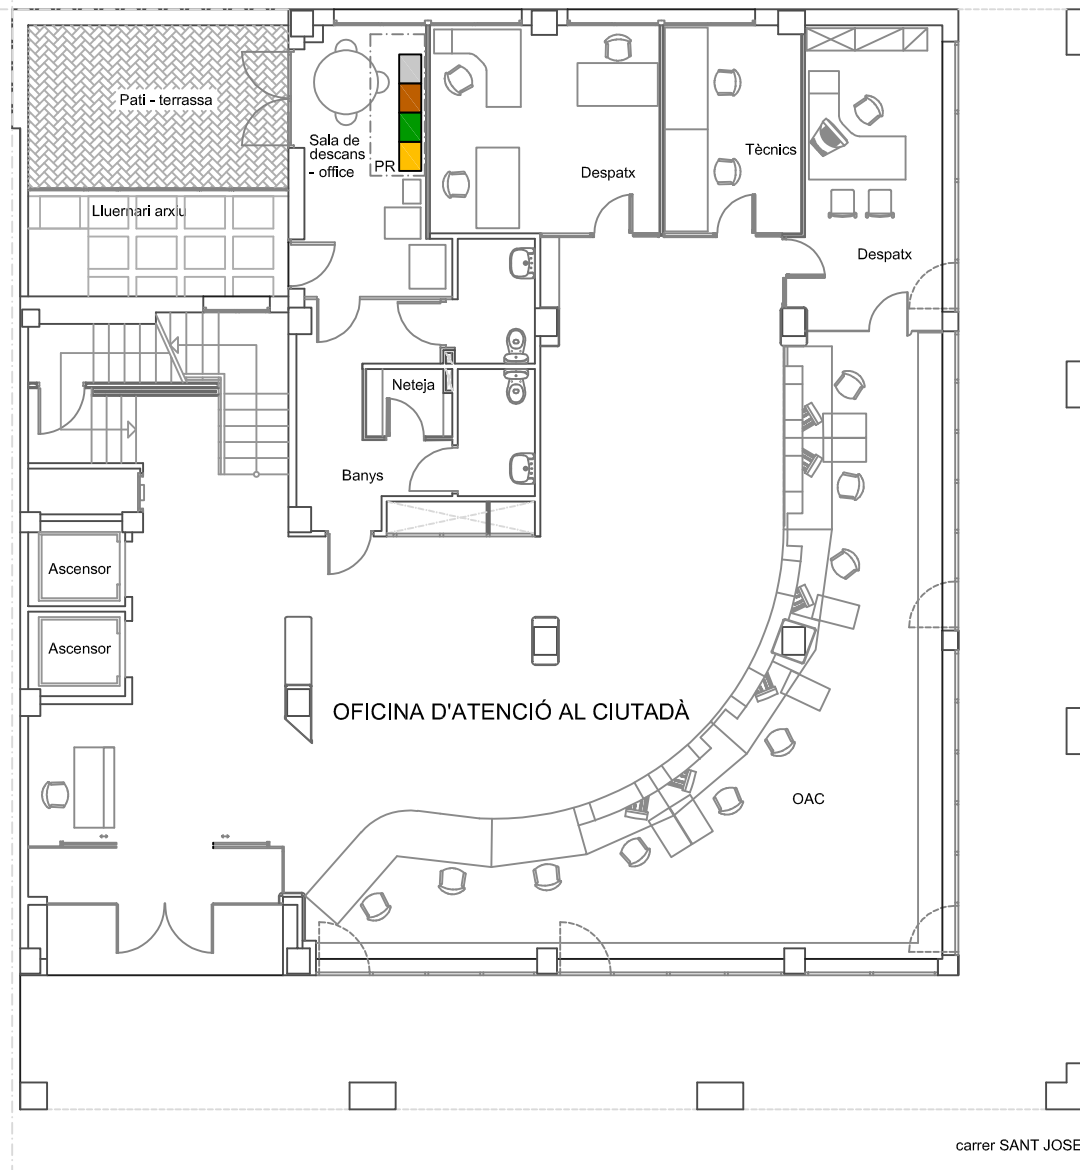 Pati - terrassa
Sala de
descans
- office
PR
Despatx
Tècnics
Lluernari arxiu
Despatx
Neteja
Banys
Ascensor
Ascensor
OFICINA D'ATENCIÓ AL CIUTADÀ
OAC
carrer SANT JOSE